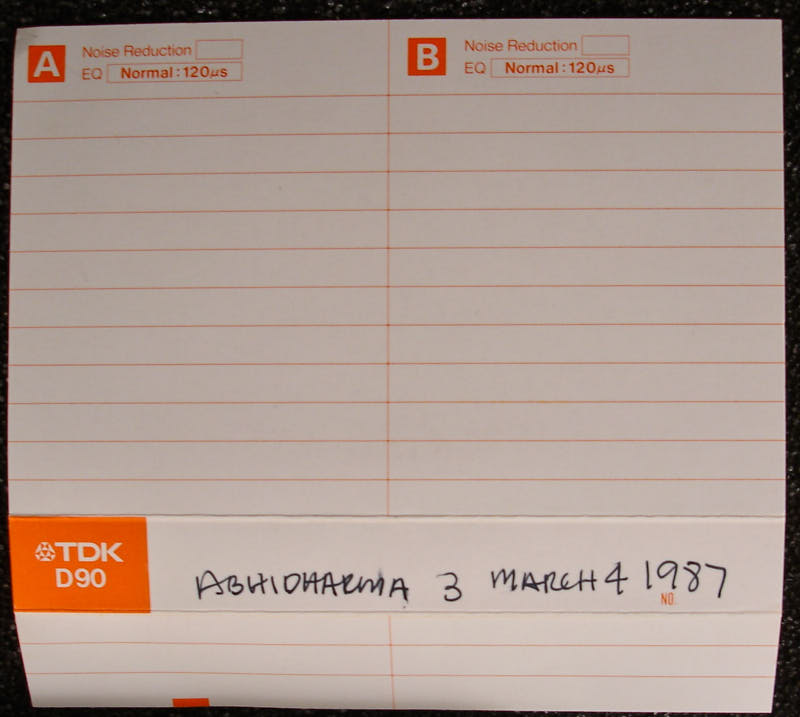 A Noise Reduction
EQ Normal : 120μs
B Noise Reduction
EQ Normal : 120μs
TDK
D90
ABHIDHARMA 3 MARCH 4 1987
NO.